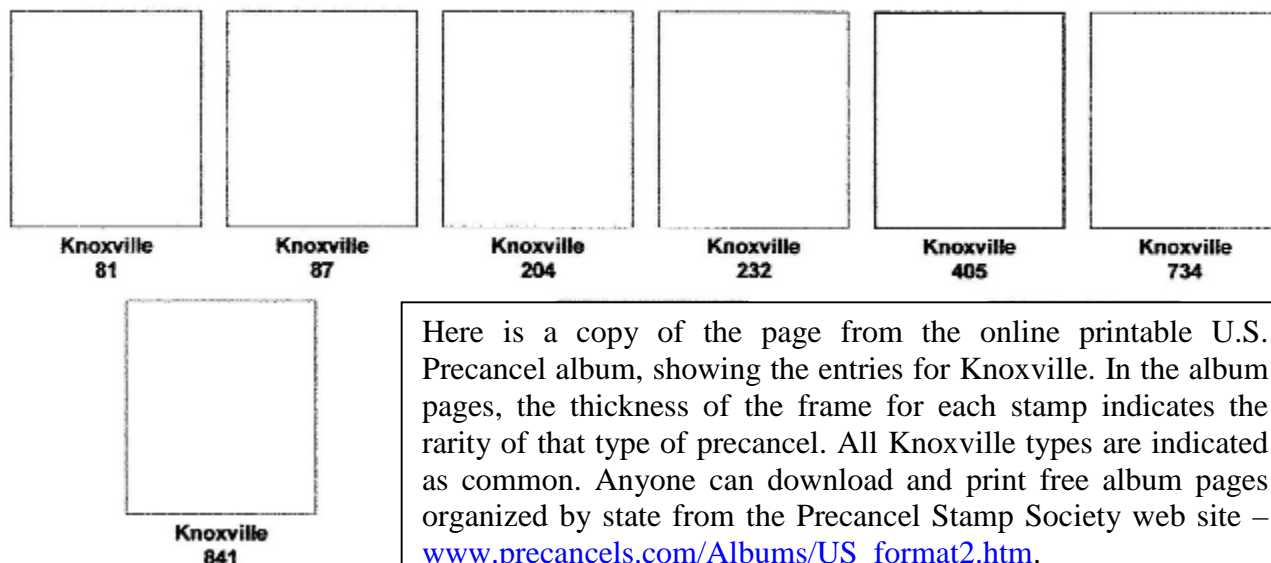 Knoxville Knoxville Knoxville Knoxville Knoxville Knoxville
81 87 204 232 405 734
Knoxville
841
Here is a copy of the page from the online printable U.S.
Precancel album, showing the entries for Knoxville. In the album
pages, the thickness of the frame for each stamp indicates the
rarity of that type of precancel. All Knoxville types are indicated
as common. Anyone can download and print free album pages
organized by state from the Precancel Stamp Society web site –
www.precancels.com/Albums/US_format2.htm.